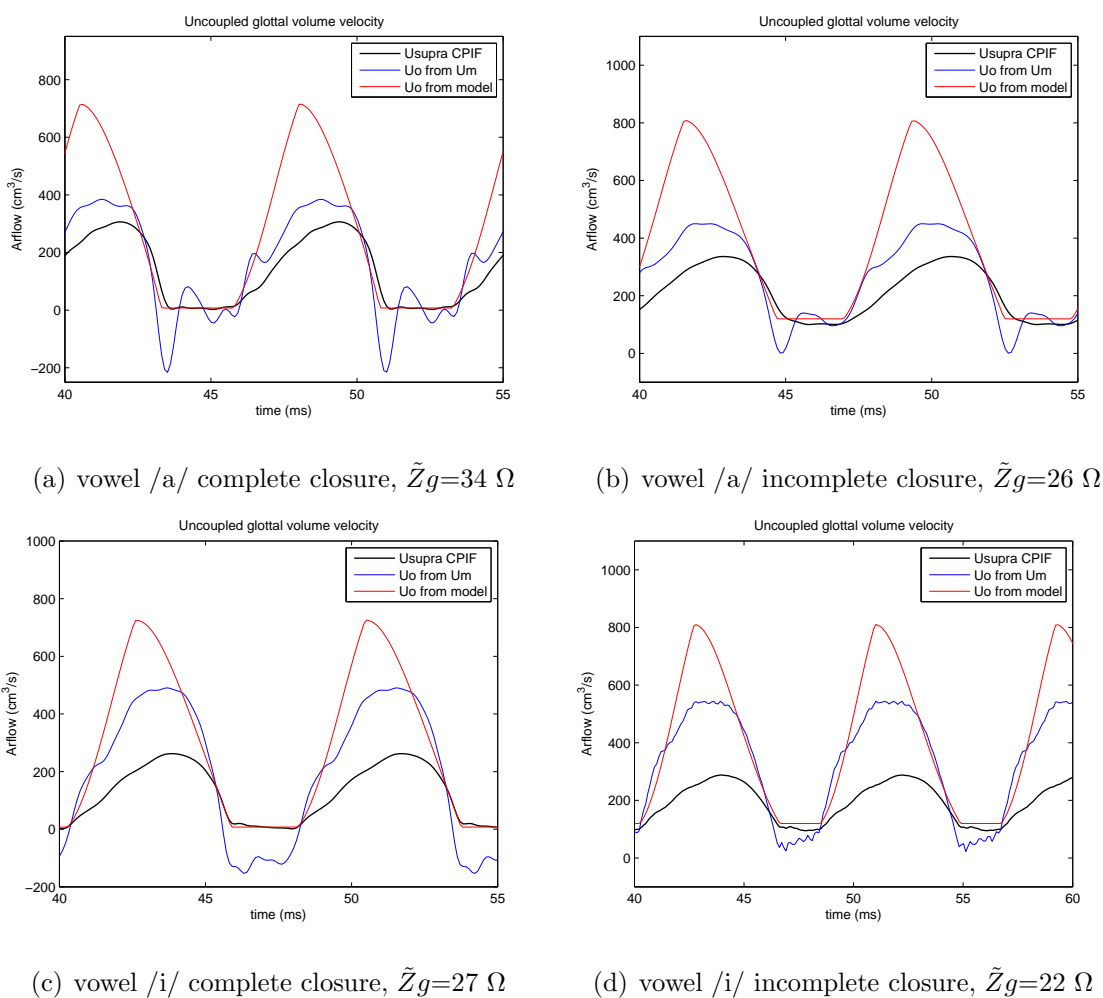 Uncoupled glottal volume velocity
Usupra CPIF
Uo from Um
Uo from model
800
600
400
200
0
−200
Arflow (cm³/s)
40 45 50 55
time (ms)
(a) vowel /a/ complete closure, Z̃g=34 Ω
Uncoupled glottal volume velocity
Usupra CPIF
Uo from Um
Uo from model
1000
800
600
400
200
0
Arflow (cm³/s)
40 45 50 55
time (ms)
(b) vowel /a/ incomplete closure, Z̃g=26 Ω
Uncoupled glottal volume velocity
Usupra CPIF
Uo from Um
Uo from model
1000
800
600
400
200
0
−200
Arflow (cm³/s)
40 45 50 55
time (ms)
(c) vowel /i/ complete closure, Z̃g=27 Ω
Uncoupled glottal volume velocity
Usupra CPIF
Uo from Um
Uo from model
1000
800
600
400
200
0
Arflow (cm³/s)
40 45 50 55 60
time (ms)
(d) vowel /i/ incomplete closure, Z̃g=22 Ω